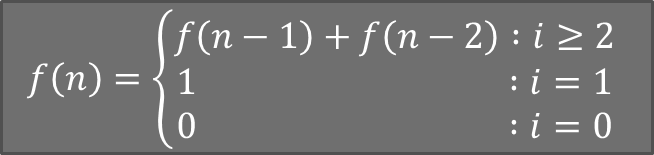 f(n − 1) + f(n − 2) : i ≥ 2
f(n) = { 1 : i = 1
0 : i = 0